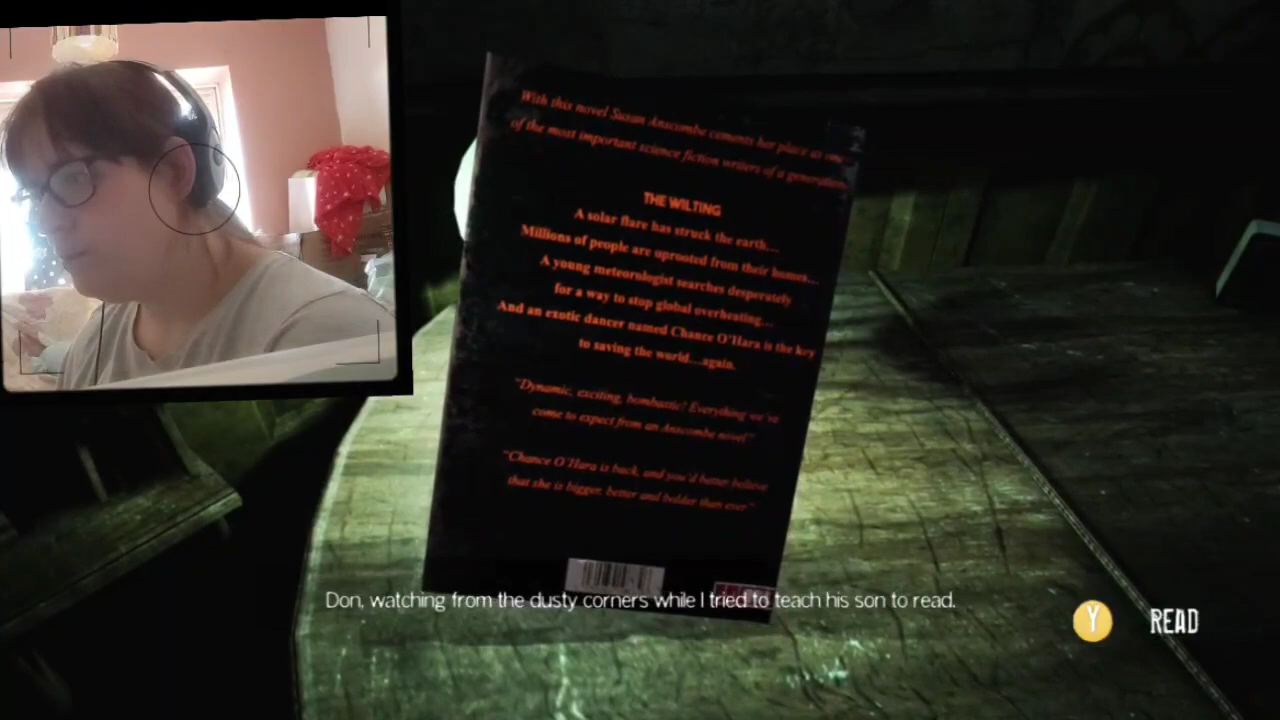 With this novel Susan Anscombe cements her place as one
of the most important science fiction writers of a generation.
THE WILTING
A solar flare has struck the earth...
Millions of people are uprooted from their homes...
A young meteorologist searches desperately
for a way to stop global overheating...
And an exotic dancer named Chance O'Hara is the key
to saving the world...again.
"Dynamic, exciting, bombastic! Everything we've
come to expect from an Anscombe novel"
"Chance O'Hara is back, and you'd better believe
that she is bigger, better and bolder than ever"
Don, watching from the dusty corners while I tried to teach his son to read.
Y READ